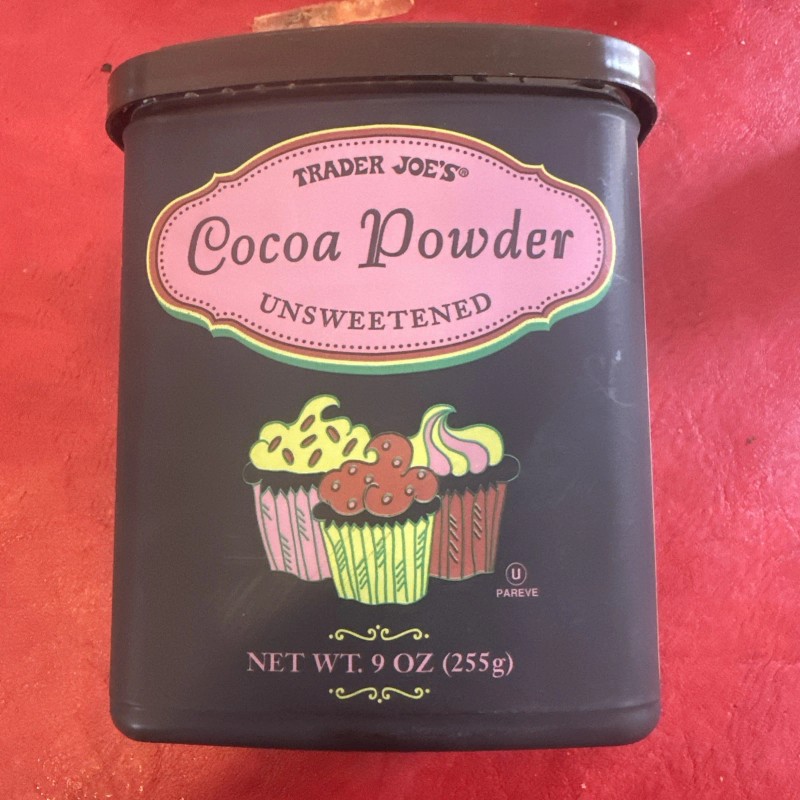 TRADER JOE'S®
Cocoa Powder
UNSWEETENED
U
PAREVE
NET WT. 9 OZ (255g)